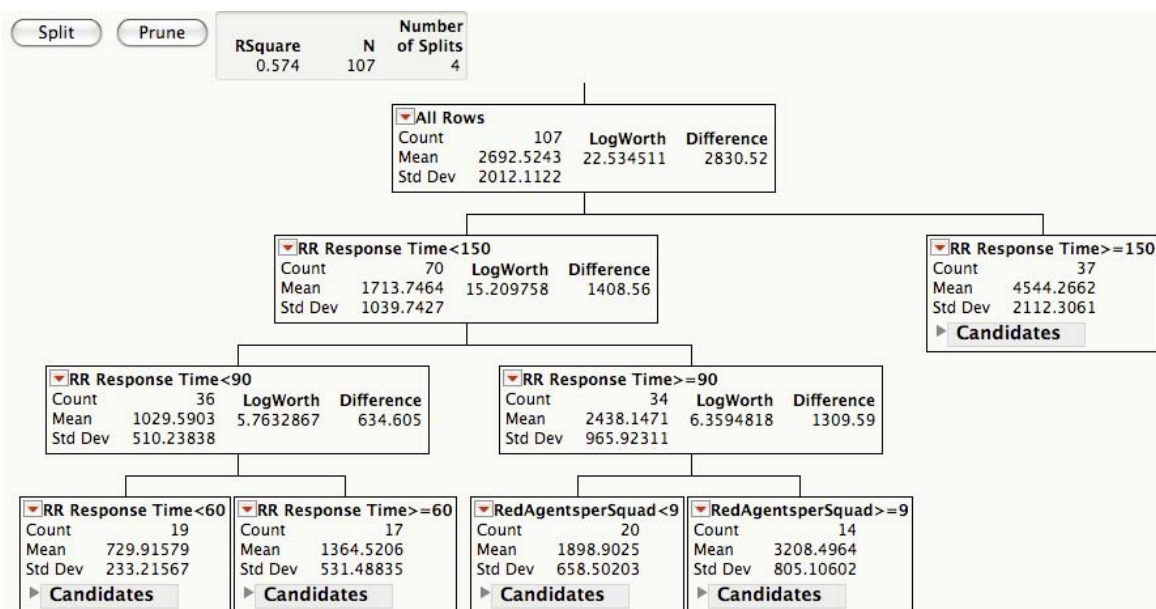 Split Prune
RSquare N Number of Splits
0.574 107 4
All Rows
Count 107 LogWorth Difference
Mean 2692.5243 22.534511 2830.52
Std Dev 2012.1122
RR Response Time<150
Count 70 LogWorth Difference
Mean 1713.7464 15.209758 1408.56
Std Dev 1039.7427
RR Response Time>=150
Count 37
Mean 4544.2662
Std Dev 2112.3061
Candidates
RR Response Time<90
Count 36 LogWorth Difference
Mean 1029.5903 5.7632867 634.605
Std Dev 510.23838
RR Response Time>=90
Count 34 LogWorth Difference
Mean 2438.1471 6.3594818 1309.59
Std Dev 965.92311
RR Response Time<60
Count 19
Mean 729.91579
Std Dev 233.21567
Candidates
RR Response Time>=60
Count 17
Mean 1364.5206
Std Dev 531.48835
Candidates
RedAgentsperSquad<9
Count 20
Mean 1898.9025
Std Dev 658.50203
Candidates
RedAgentsperSquad>=9
Count 14
Mean 3208.4964
Std Dev 805.10602
Candidates